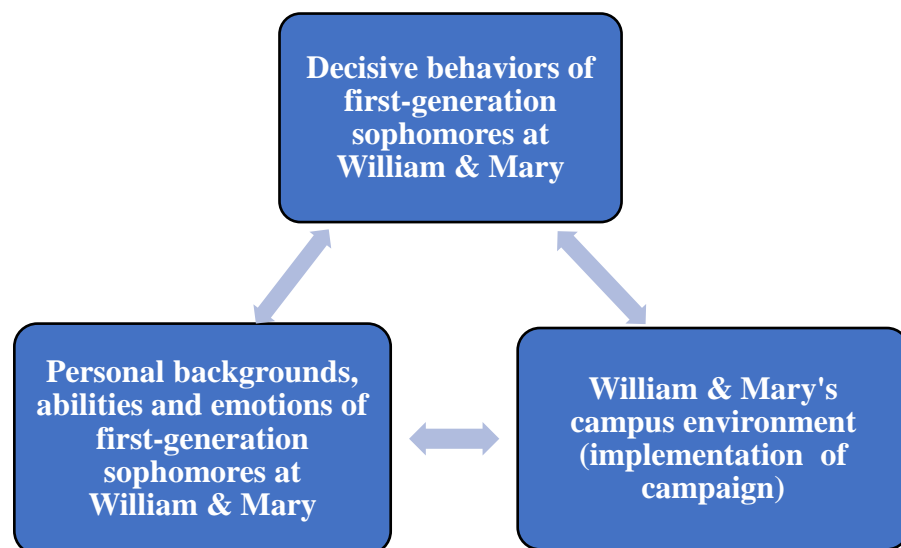 Decisive behaviors of
first-generation
sophomores at
William & Mary
Personal backgrounds,
abilities and emotions of
first-generation
sophomores at
William & Mary
William & Mary's
campus environment
(implementation  of
campaign)